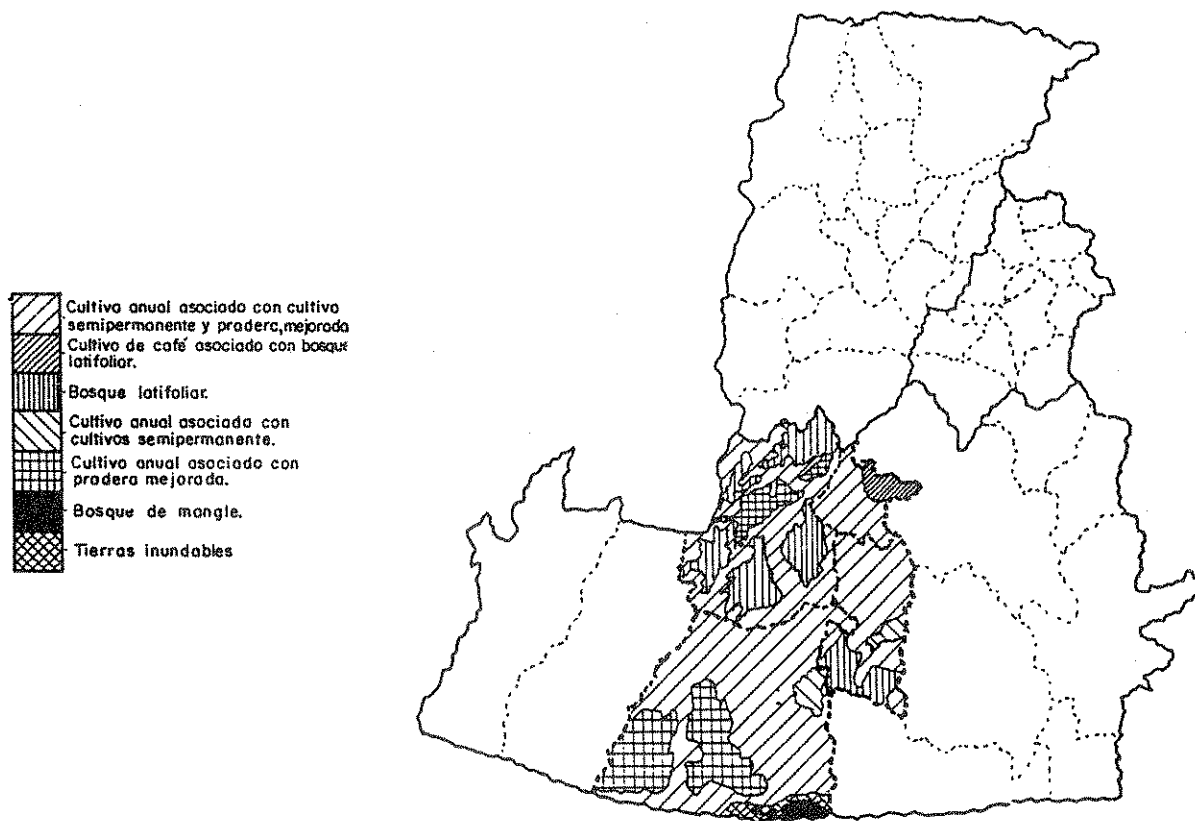 Cultivo anual asociado con cultivo
semipermanente y pradera, mejorada
Cultivo de café asociado con bosque
latifoliar.
Bosque latifoliar.
Cultivo anual asociado con
cultivos semipermanente.
Cultivo anual asociado con
pradera mejorada.
Bosque de mangle.
Tierras inundables